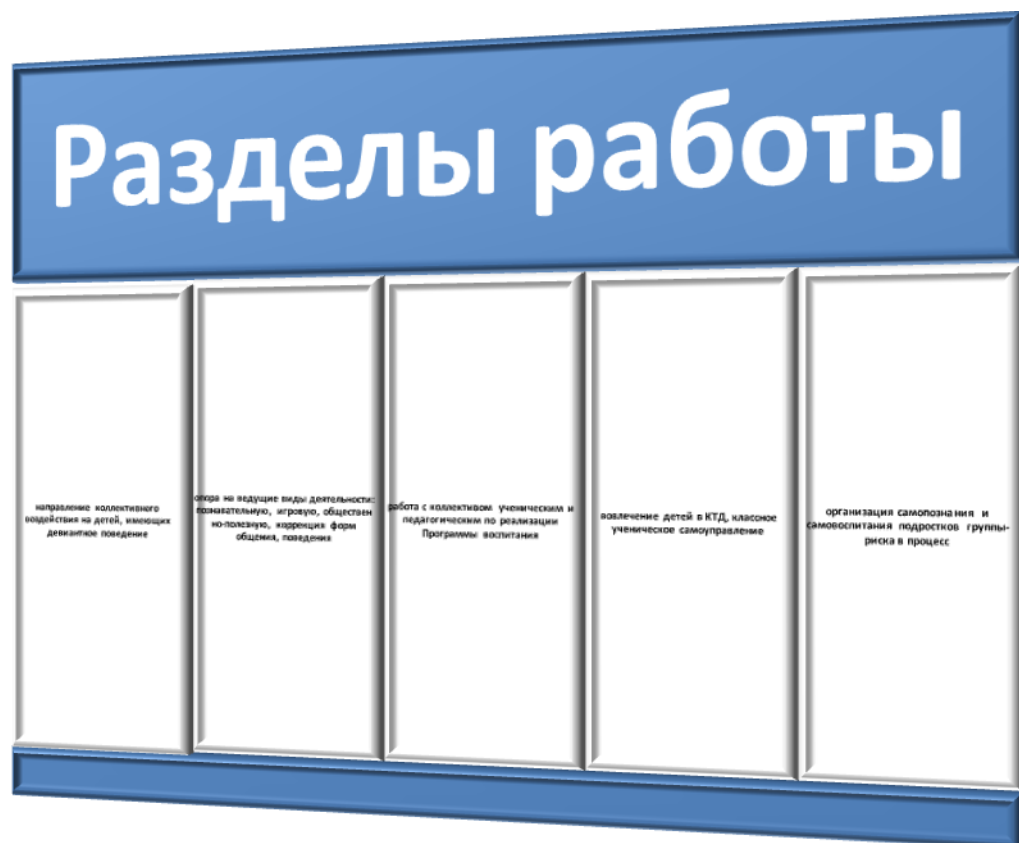 Разделы работы
направление коллективного
воздействия на детей, имеющих
девиантное поведение
опора на ведущие виды деятельности:
познавательную, игровую, обществен
но-полезную, коррекция форм
общения, поведения
работа с коллективом ученическим и
педагогическим по реализации
Программы воспитания
вовлечение детей в КТД, классное
ученическое самоуправление
организация самопознания и
самовоспитания подростков группы-
риска в процесс